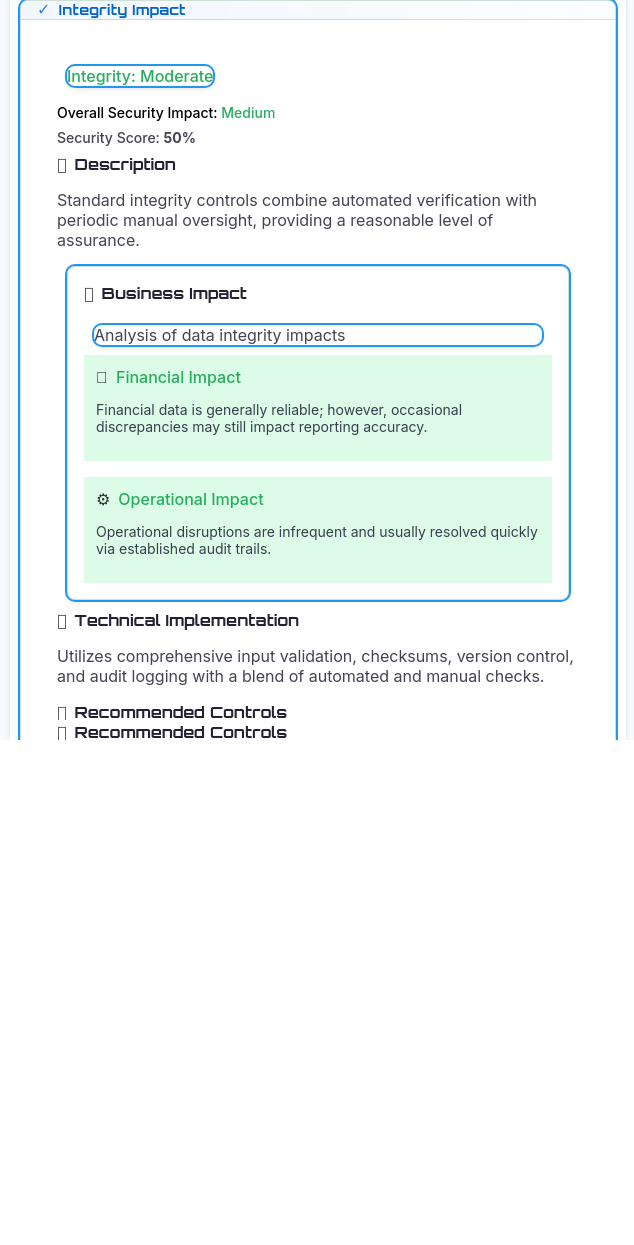 ✓ Integrity Impact
Integrity: Moderate
Overall Security Impact: Medium
Security Score: 50%
Description
Standard integrity controls combine automated verification with
periodic manual oversight, providing a reasonable level of
assurance.
Business Impact
Analysis of data integrity impacts
Financial Impact
Financial data is generally reliable; however, occasional
discrepancies may still impact reporting accuracy.
⚙ Operational Impact
Operational disruptions are infrequent and usually resolved quickly
via established audit trails.
Technical Implementation
Utilizes comprehensive input validation, checksums, version control,
and audit logging with a blend of automated and manual checks.
Recommended Controls
Recommended Controls